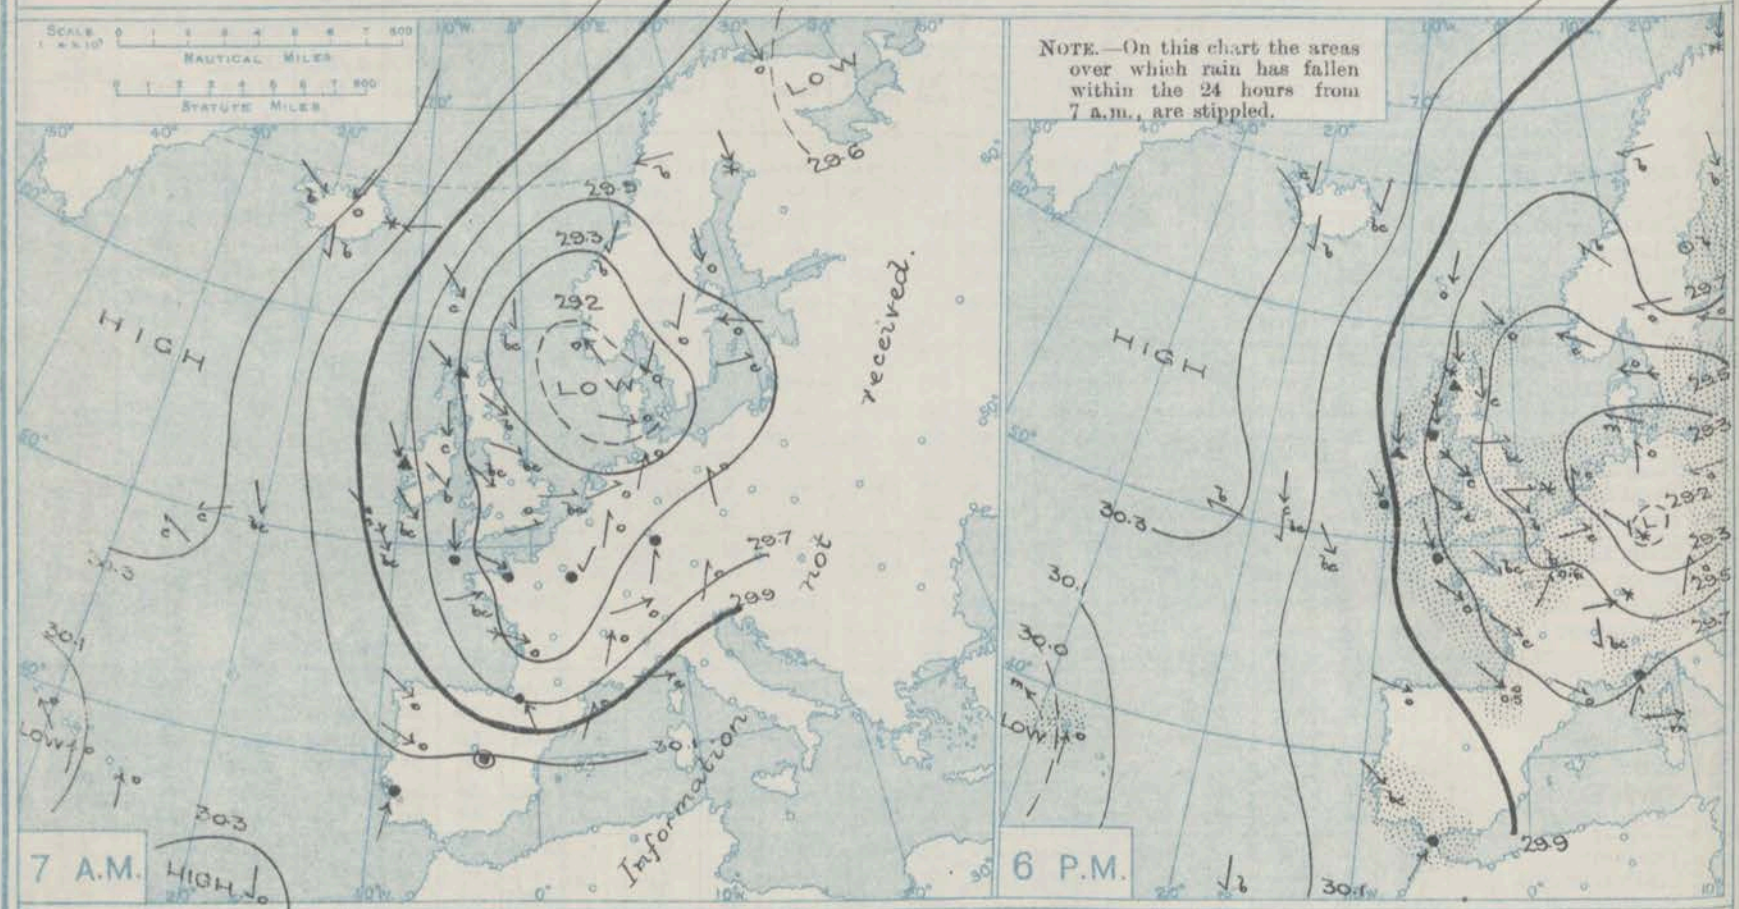 SCALE
NAUTICAL MILES
STATUTE MILES
LOW
29.6
29.5
29.3
29.2
LOW
HIGH
received.
not
Information
29.7
29.9
30.3
30.1
LOW
30.1
30.3
HIGH
7 A.M.
NOTE.—On this chart the areas
over which rain has fallen
within the 24 hours from
7 a.m., are stippled.
HIGH
29.7
29.5
29.3
29.2
29.3
29.5
29.7
30.3
30.1
30.0
LOW
29.9
30.1
6 P.M.